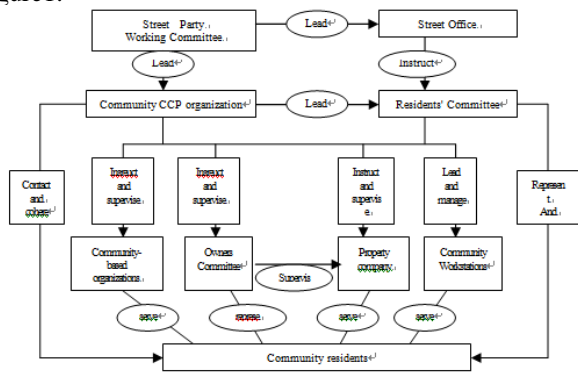 Street Party
Working Committee.
Lead
Street Office.
Lead
Instruct
Community CCP organization
Lead
Residents' Committee
Contact
and
cohere
Instruct
and
supervise.
Instruct
and
supervise.
Instruct
and
supervis
e.
Lead
and
manage
Represen
t.
And
Community-
based
organizations.
Owners
Committee
Supervis
Property
company.
Community
Workstations
serve
serve
serve
Community residents